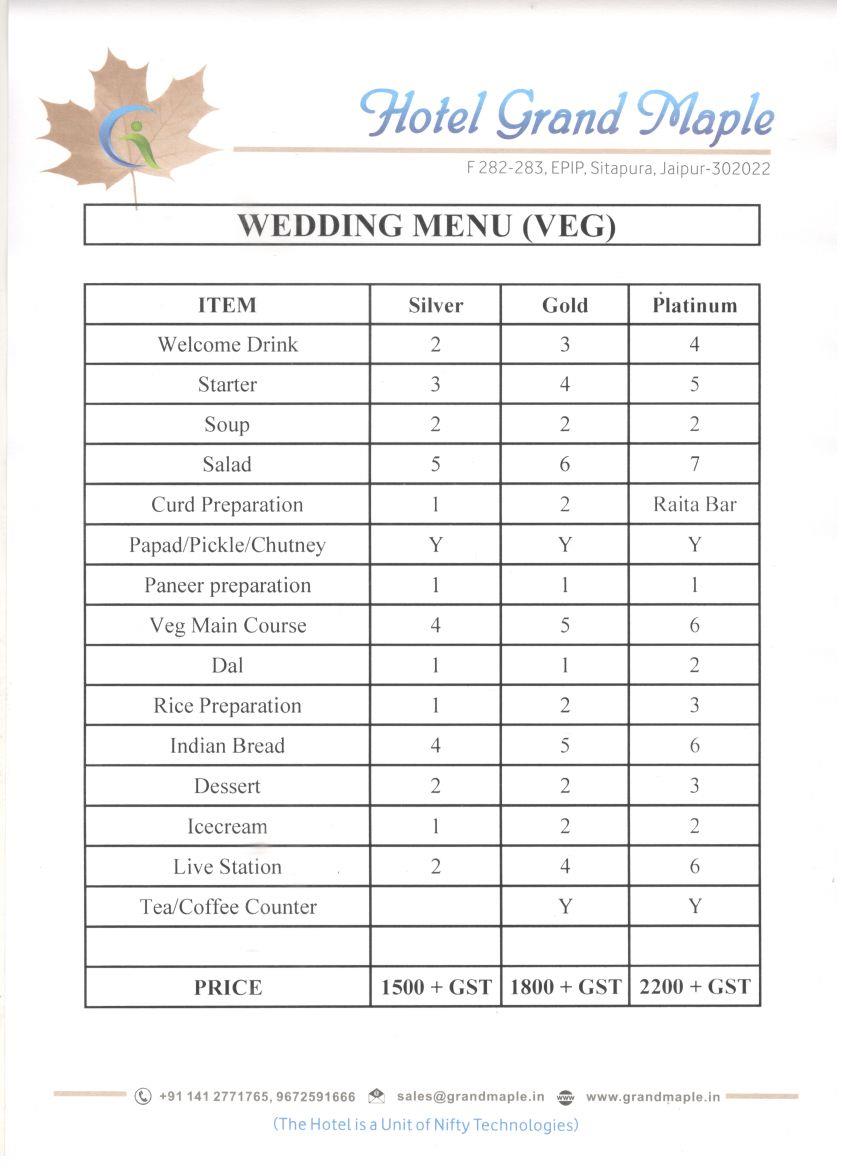 Hotel Grand Maple
F 282-283, EPIP, Sitapura, Jaipur-302022
WEDDING MENU (VEG)
ITEM Silver Gold Platinum
Welcome Drink 2 3 4
Starter 3 4 5
Soup 2 2 2
Salad 5 6 7
Curd Preparation 1 2 Raita Bar
Papad/Pickle/Chutney Y Y Y
Paneer preparation 1 1 1
Veg Main Course 4 5 6
Dal 1 1 2
Rice Preparation 1 2 3
Indian Bread 4 5 6
Dessert 2 2 3
Icecream 1 2 2
Live Station 2 4 6
Tea/Coffee Counter Y Y
PRICE 1500 + GST 1800 + GST 2200 + GST
+91 141 2771765, 9672591666 sales@grandmaple.in www.grandmaple.in
(The Hotel is a Unit of Nifty Technologies)